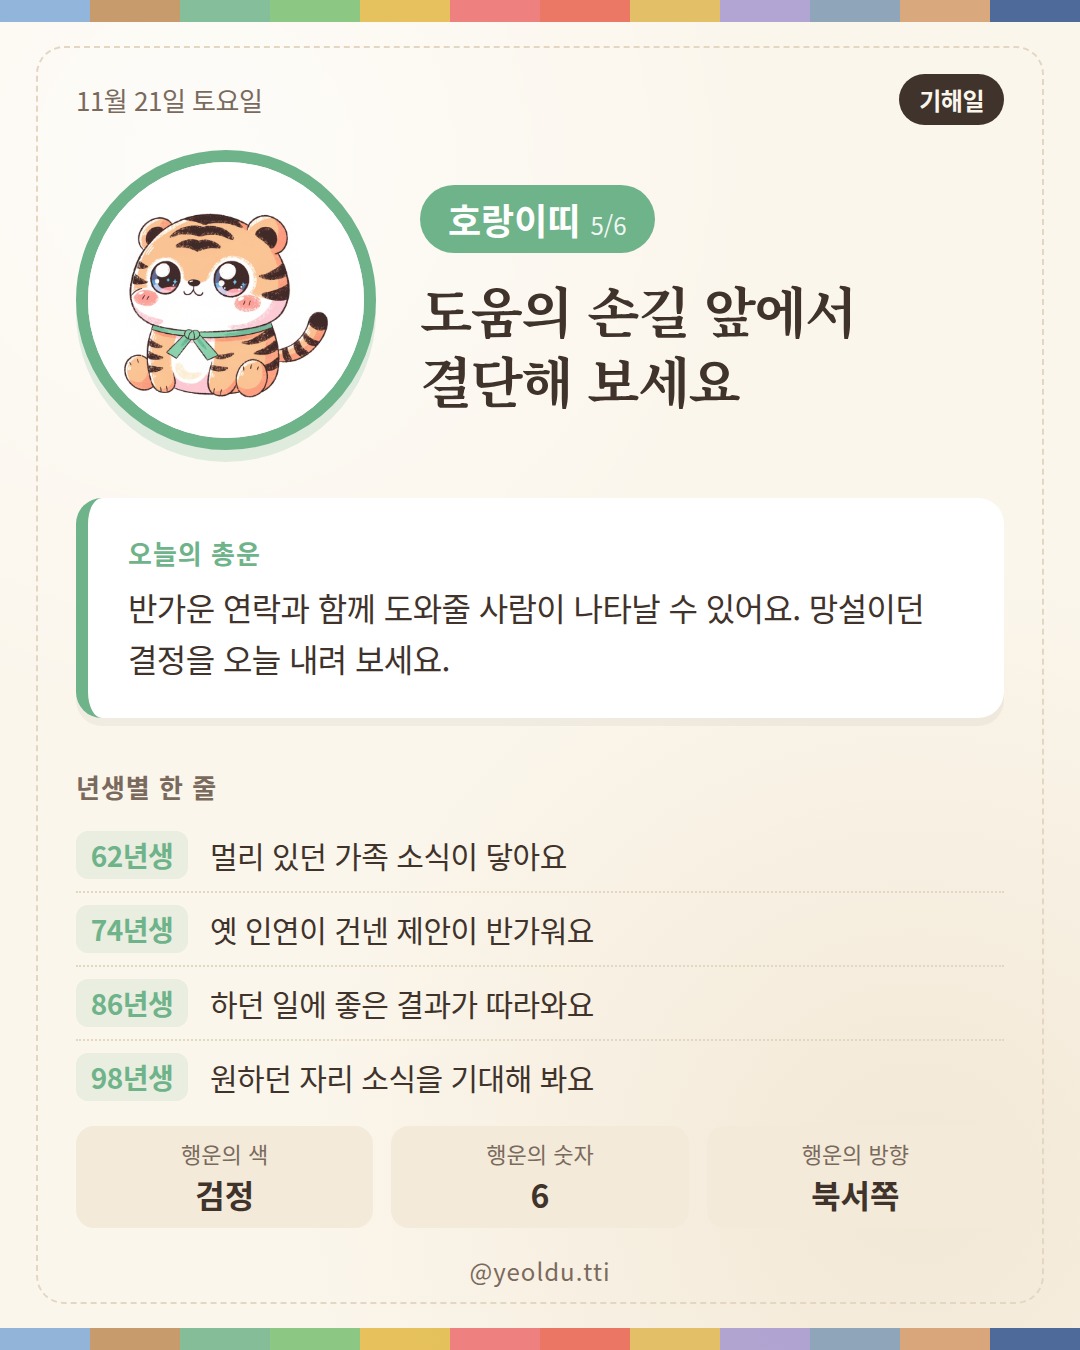 11월 21일 토요일
기해일
호랑이띠 5/6
도움의 손길 앞에서
결단해 보세요
오늘의 총운
반가운 연락과 함께 도와줄 사람이 나타날 수 있어요. 망설이던
결정을 오늘 내려 보세요.
년생별 한 줄
62년생 멀리 있던 가족 소식이 닿아요
74년생 옛 인연이 건넨 제안이 반가워요
86년생 하던 일에 좋은 결과가 따라와요
98년생 원하던 자리 소식을 기대해 봐요
행운의 색
검정
행운의 숫자
6
행운의 방향
북서쪽
@yeoldu.tti